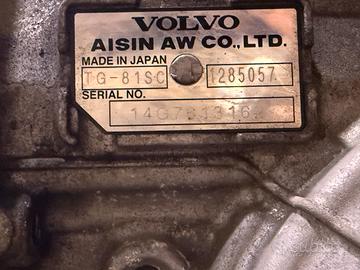 VOLVO
AISIN AW CO.,LTD.
MADE IN JAPAN
TG-81SC 1285057
SERIAL NO.